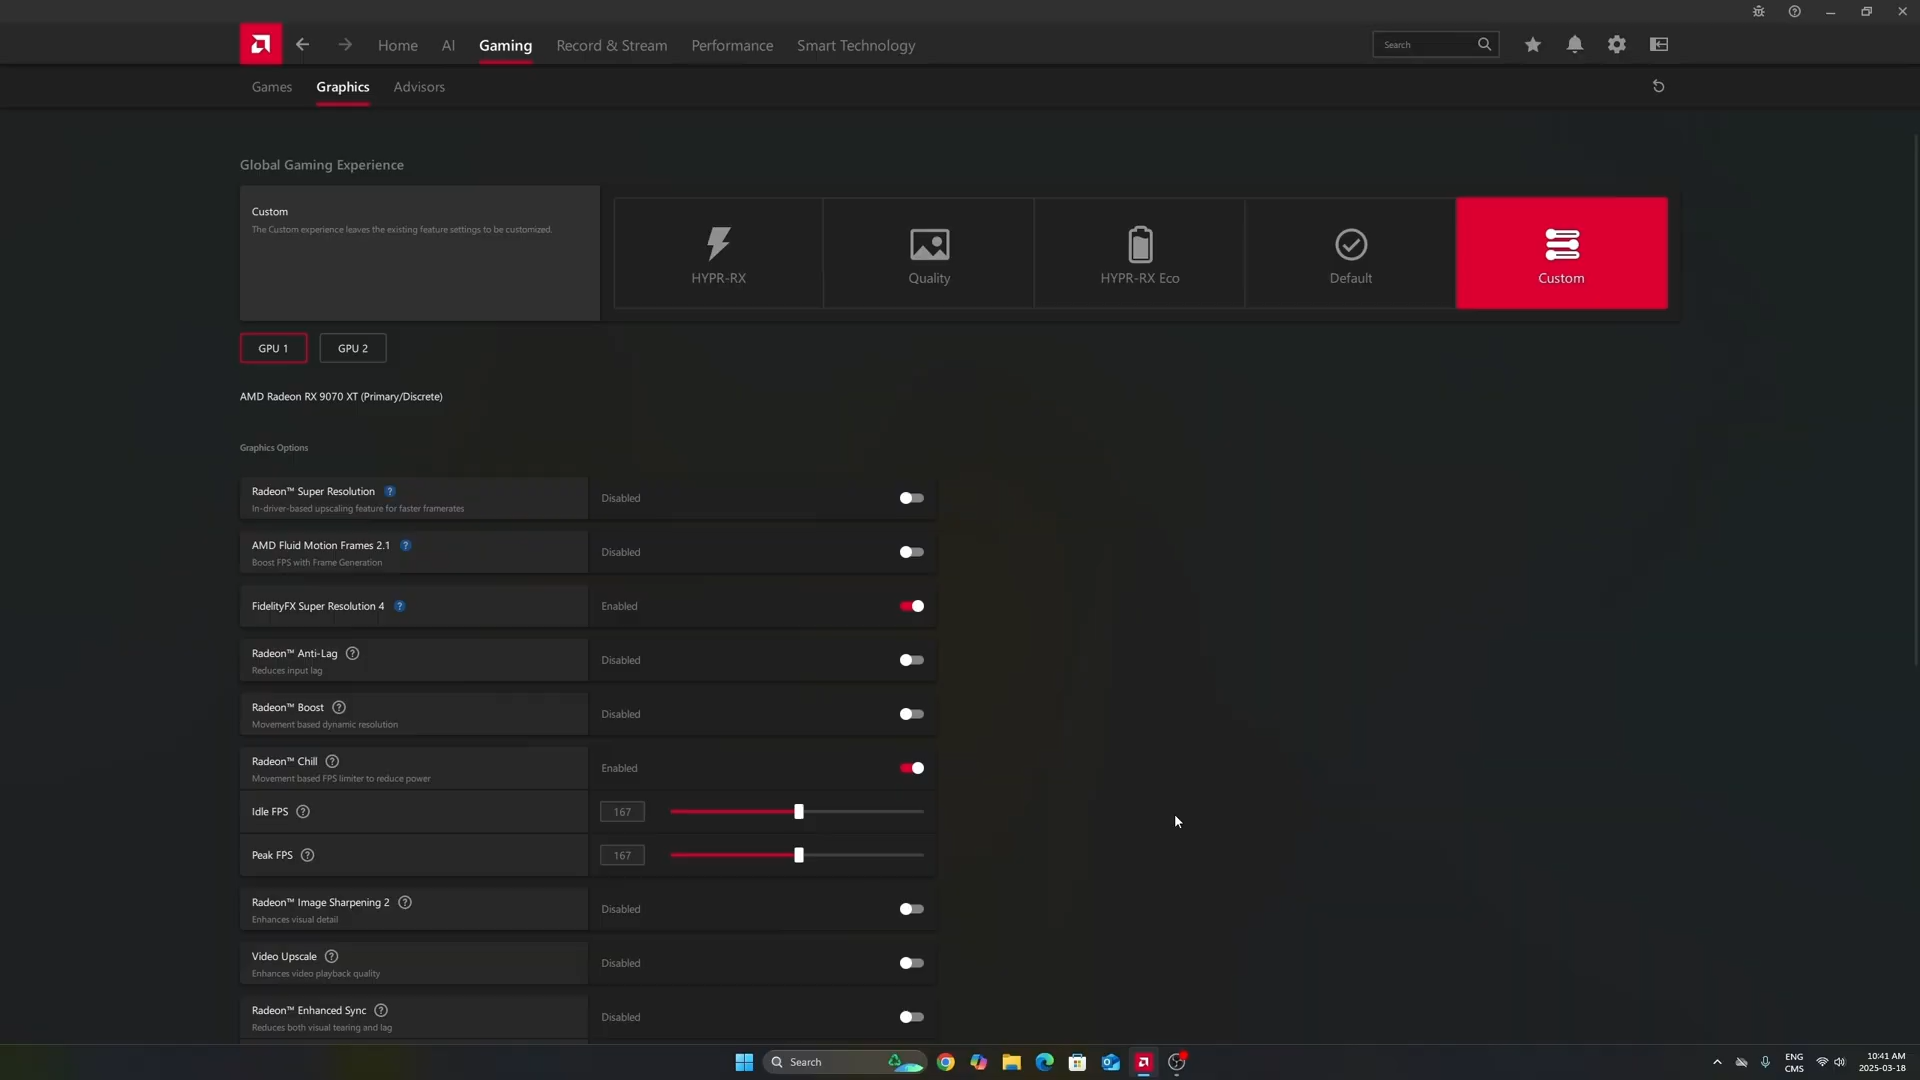 Home
AI
Gaming
Record & Stream
Performance
Smart Technology
Search
Games
Graphics
Advisors
Global Gaming Experience
Custom
The Custom experience leaves the existing feature settings to be customized.
HYPR-RX
Quality
HYPR-RX Eco
Default
Custom
GPU 1
GPU 2
AMD Radeon RX 9070 XT (Primary/Discrete)
Graphics Options
Radeon™ Super Resolution ?
In-driver-based upscaling feature for faster framerates
Disabled
AMD Fluid Motion Frames 2.1 ?
Boost FPS with Frame Generation
Disabled
FidelityFX Super Resolution 4 ?
Enabled
Radeon™ Anti-Lag ?
Reduces input lag
Disabled
Radeon™ Boost ?
Movement based dynamic resolution
Disabled
Radeon™ Chill ?
Movement based FPS limiter to reduce power
Enabled
Idle FPS ?
167
Peak FPS ?
167
Radeon™ Image Sharpening 2 ?
Enhances visual detail
Disabled
Video Upscale ?
Enhances video playback quality
Disabled
Radeon™ Enhanced Sync ?
Reduces both visual tearing and lag
Disabled
Search
ENG
CMS
10:41 AM
2025-03-18